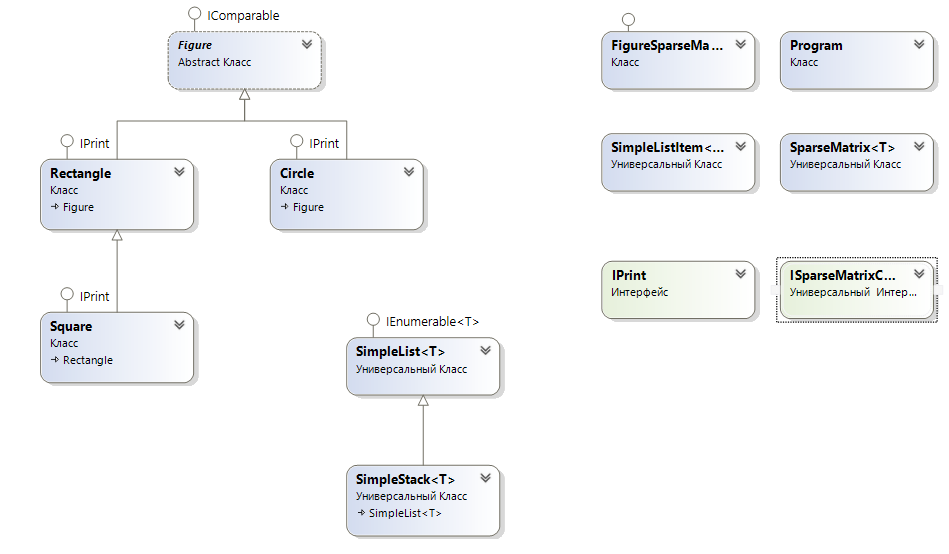 IComparable
Figure
Abstract Класс
IPrint
Rectangle
Класс
Figure
IPrint
Circle
Класс
Figure
IPrint
Square
Класс
Rectangle
IEnumerable<T>
SimpleList<T>
Универсальный Класс
SimpleStack<T>
Универсальный Класс
SimpleList<T>
FigureSparseMa...
Класс
Program
Класс
SimpleListItem<...
Универсальный Класс
SparseMatrix<T>
Универсальный Класс
IPrint
Интерфейс
ISparseMatrixC...
Универсальный Интер...